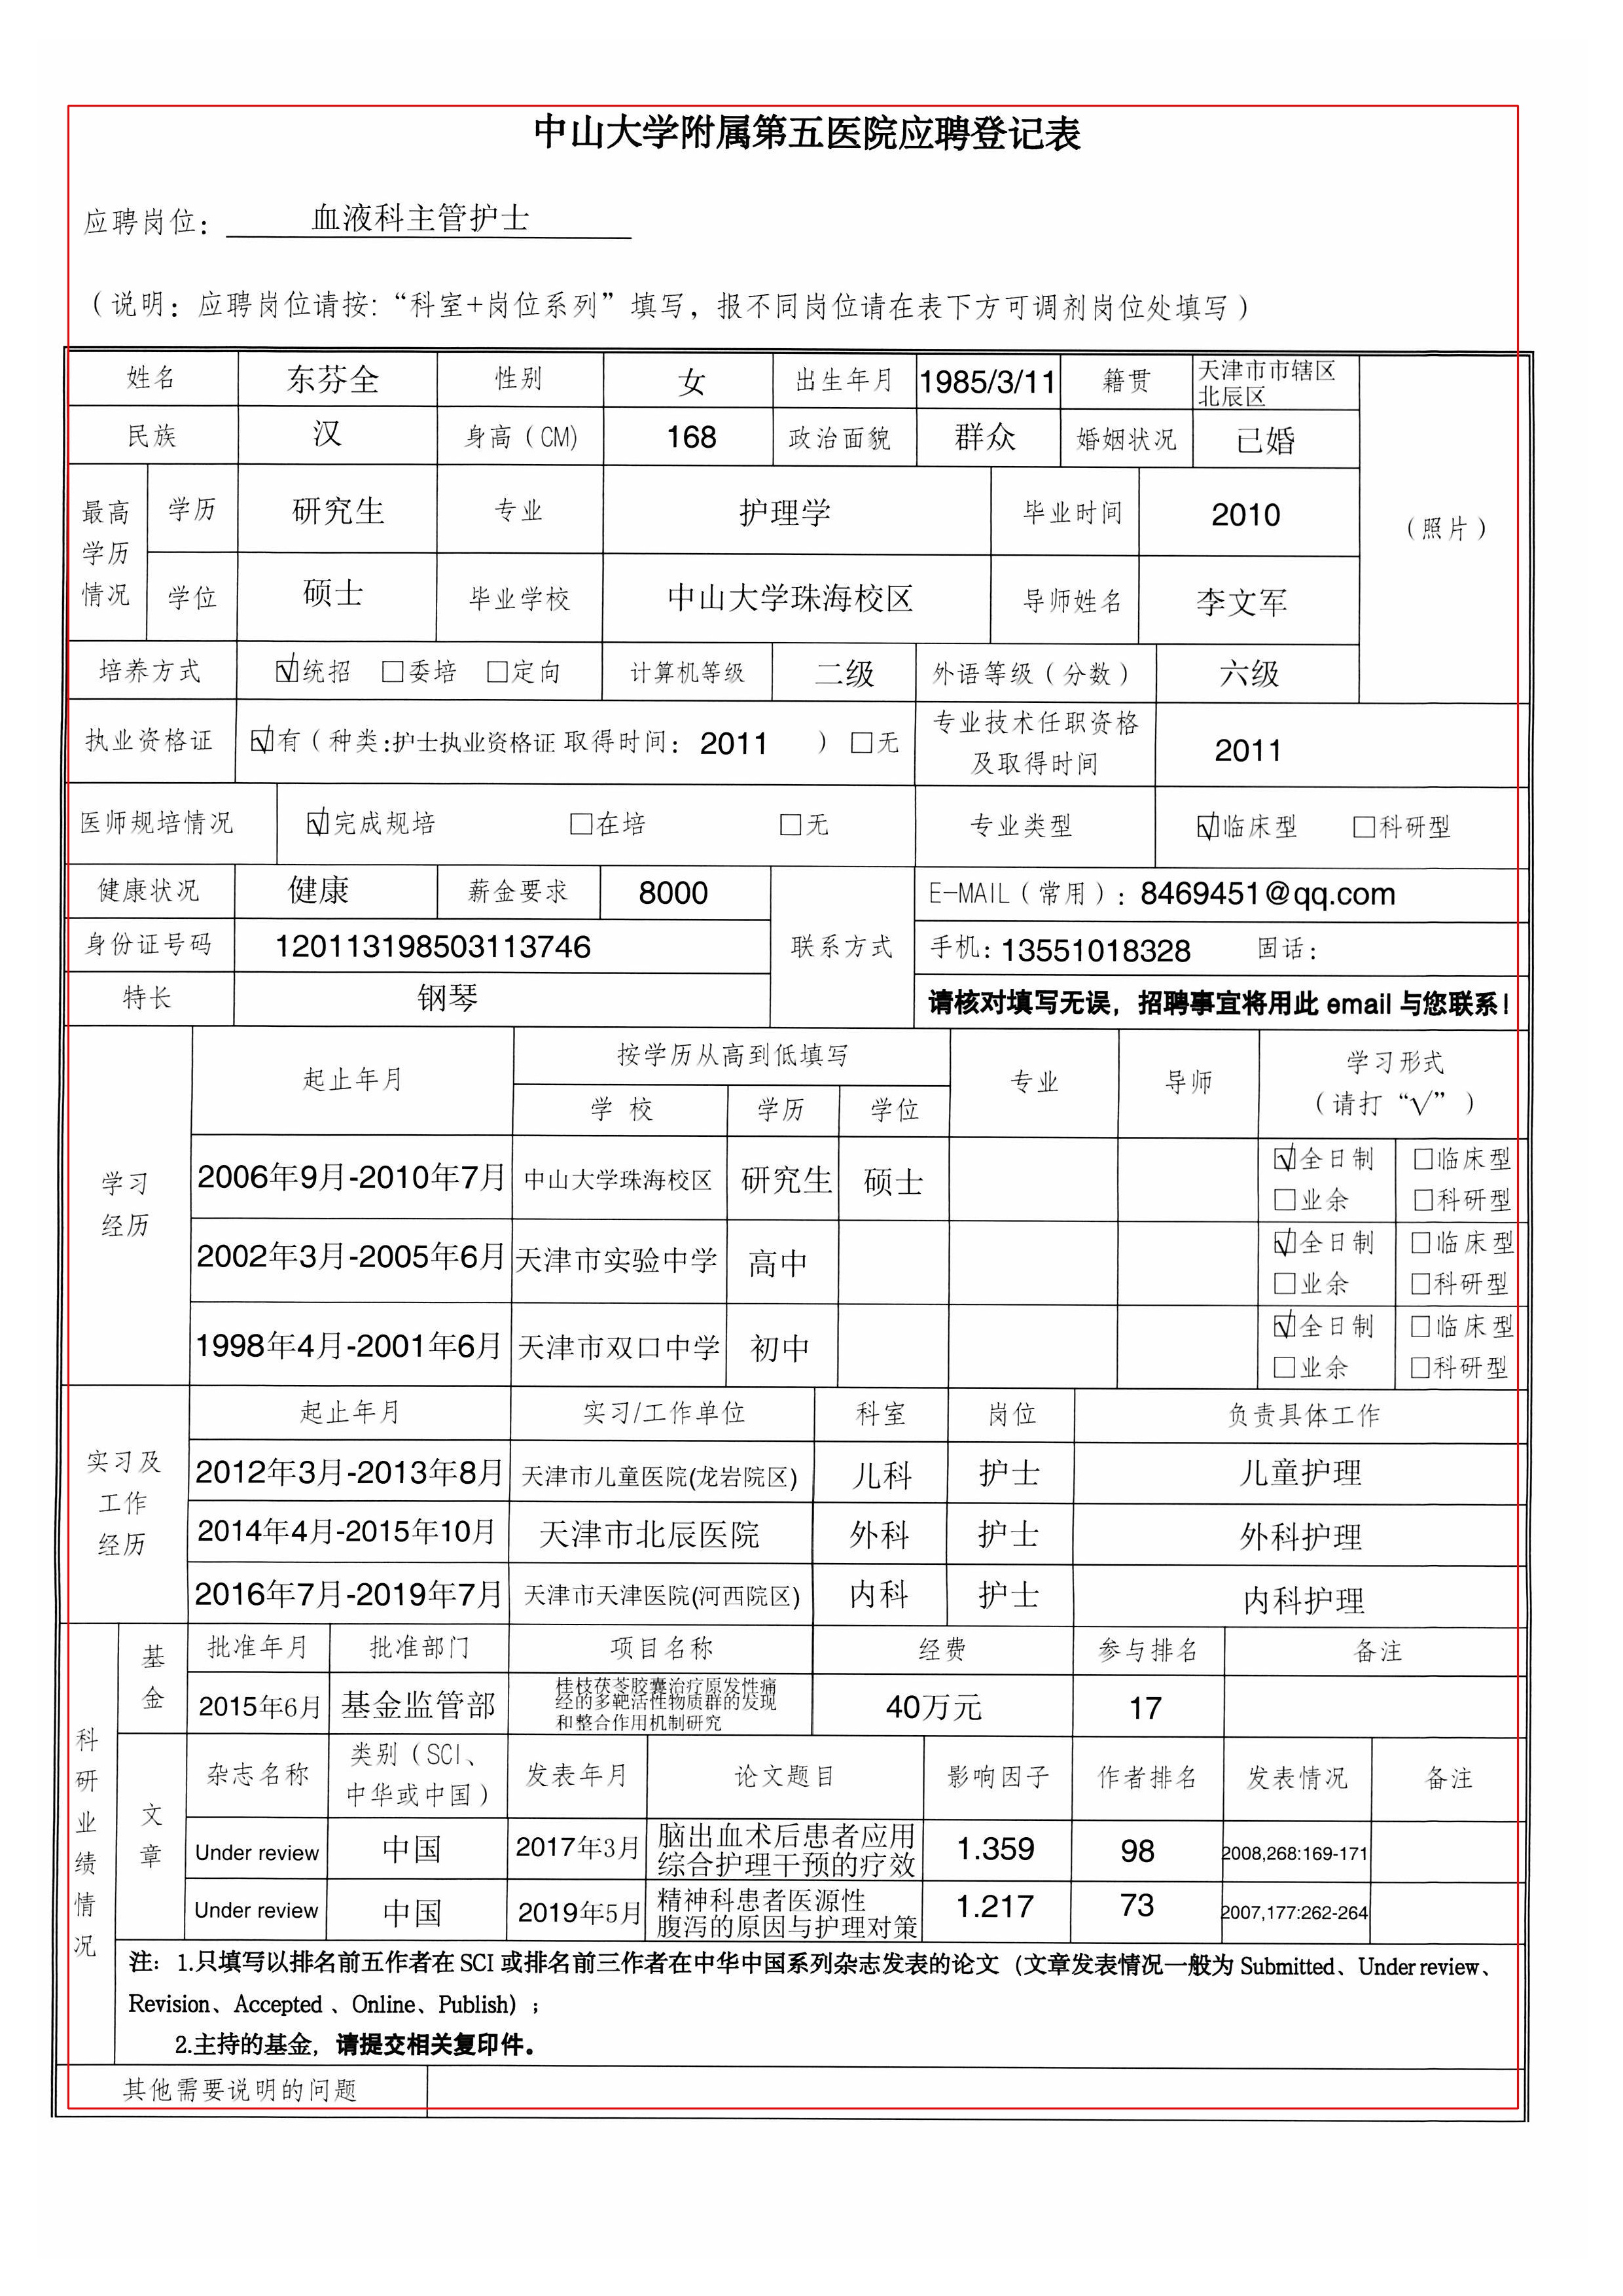 中山大学附属第五医院应聘登记表
应聘岗位： 血液科主管护士
（说明：应聘岗位请按:“科室+岗位系列”填写，报不同岗位请在表下方可调剂岗位处填写）
姓名 东芬全 性别 女 出生年月 1985/3/11 籍贯 天津市市辖区
北辰区
民族 汉 身高（CM） 168 政治面貌 群众 婚姻状况 已婚
（照片）
最高
学历
情况
学历 研究生 专业 护理学 毕业时间 2010
学位 硕士 毕业学校 中山大学珠海校区 导师姓名 李文军
培养方式 ☑统招 □委培 □定向 计算机等级 二级 外语等级（分数） 六级
执业资格证 ☑有（种类:护士执业资格证 取得时间： 2011 ）□无 专业技术任职资格
及取得时间 2011
医师规培情况 ☑完成规培 □在培 □无 专业类型 ☑临床型 □科研型
健康状况 健康 薪金要求 8000 联系方式 E-MAIL（常用）: 8469451@qq.com
身份证号码 120113198503113746 手机: 13551018328 固话:
特长 钢琴 请核对填写无误，招聘事宜将用此 email 与您联系!
学习
经历
起止年月 按学历从高到低填写 专业 导师 学习形式
（请打“√”）
学 校 学历 学位
2006年9月-2010年7月 中山大学珠海校区 研究生 硕士 ☑全日制 □临床型
□业余 □科研型
2002年3月-2005年6月 天津市实验中学 高中 ☑全日制 □临床型
□业余 □科研型
1998年4月-2001年6月 天津市双口中学 初中 ☑全日制 □临床型
□业余 □科研型
实习及
工作
经历
起止年月 实习/工作单位 科室 岗位 负责具体工作
2012年3月-2013年8月 天津市儿童医院(龙岩院区) 儿科 护士 儿童护理
2014年4月-2015年10月 天津市北辰医院 外科 护士 外科护理
2016年7月-2019年7月 天津市天津医院(河西院区) 内科 护士 内科护理
科
研
业
绩
情
况
基
金
批准年月 批准部门 项目名称 经费 参与排名 备注
2015年6月 基金监管部 桂枝茯苓胶囊治疗原发性痛
经的多靶活性物质群的发现
和整合作用机制研究 40万元 17
文
章
杂志名称 类别（SCI、
中华或中国） 发表年月 论文题目 影响因子 作者排名 发表情况 备注
Under review 中国 2017年3月 脑出血术后患者应用
综合护理干预的疗效 1.359 98 2008,268:169-171
Under review 中国 2019年5月 精神科患者医源性
腹泻的原因与护理对策 1.217 73 2007,177:262-264
注：1.只填写以排名前五作者在 SCI 或排名前三作者在中华中国系列杂志发表的论文（文章发表情况一般为 Submitted、Under review、
Revision、Accepted 、Online、Publish）;
2.主持的基金，请提交相关复印件。
其他需要说明的问题